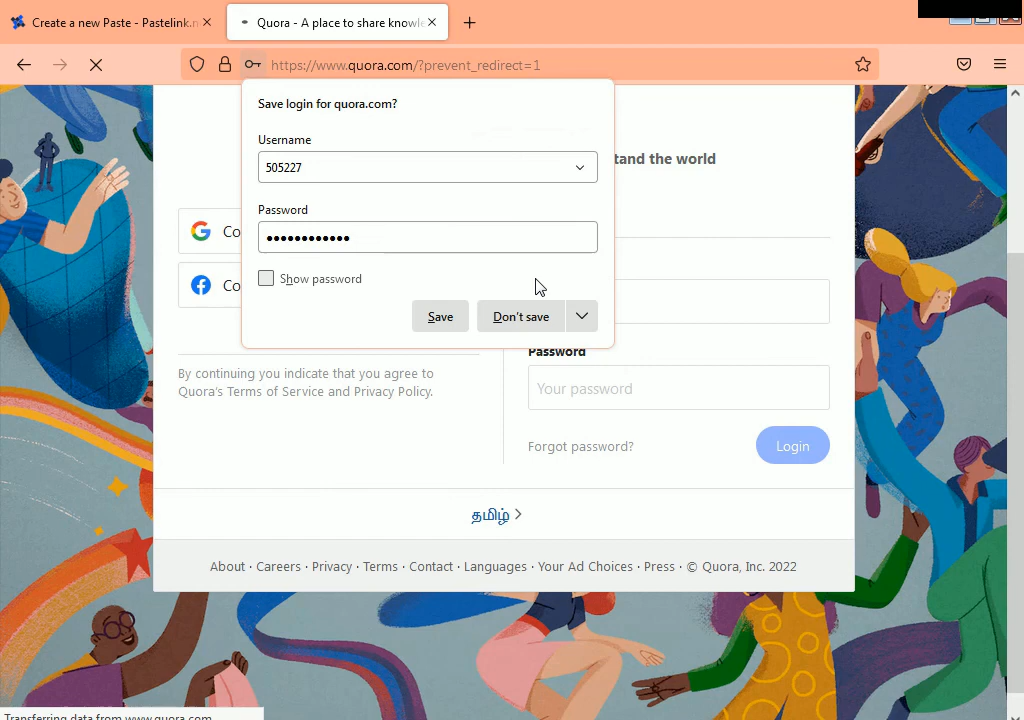 Create a new Paste - Pastelink.n
Quora - A place to share knowle
https://www.quora.com/?prevent_redirect=1
Save login for quora.com?
Username
505227
Password
Show password
Save
Don't save
tand the world
Co
Co
By continuing you indicate that you agree to
Quora's Terms of Service and Privacy Policy.
Password
Your password
Forgot password?
Login
தமிழ்
About · Careers · Privacy · Terms · Contact · Languages · Your Ad Choices · Press · © Quora, Inc. 2022
Transferring data from www.quora.com